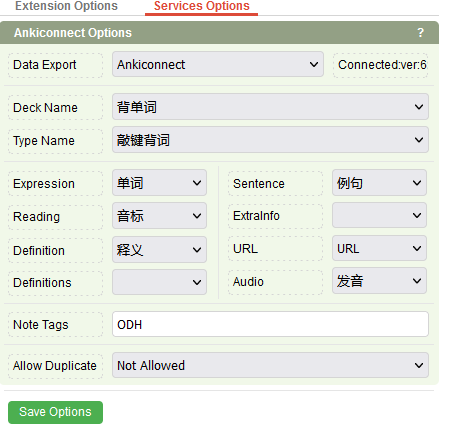 Extension Options Services Options
Ankiconnect Options ?
Data Export Ankiconnect Connected:ver:6
Deck Name 背单词
Type Name 敲键背词
Expression 单词 Sentence 例句
Reading 音标 ExtraInfo
Definition 释义 URL URL
Definitions Audio 发音
Note Tags ODH
Allow Duplicate Not Allowed
Save Options